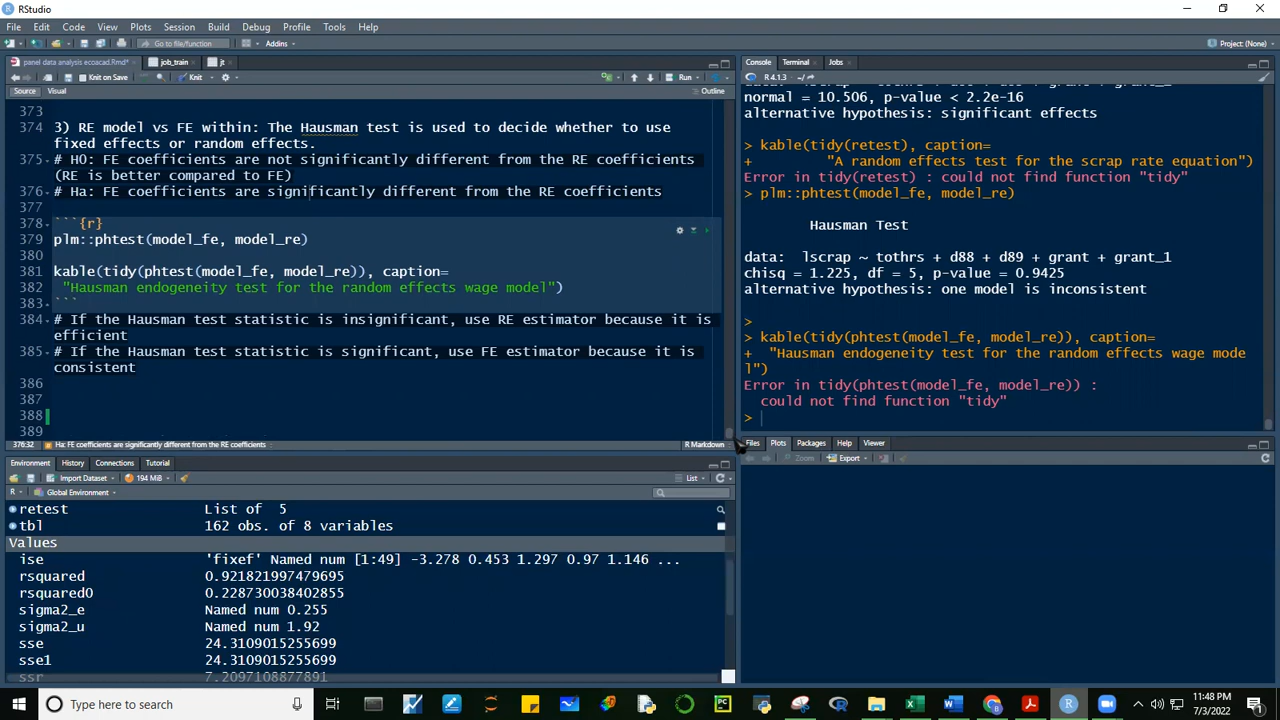 RStudio
File Edit Code View Plots Session Build Debug Profile Tools Help
Go to file/function Addins Project: (None)
panel data analysis ecoacad.Rmd* job_train jt
Knit on Save Knit Run
Source Visual Outline
373
374 3) RE model vs FE within: The Hausman test is used to decide whether to use
fixed effects or random effects.
375 # HO: FE coefficients are not significantly different from the RE coefficients
(RE is better compared to FE)
376 # Ha: FE coefficients are significantly different from the RE coefficients
377
378 ```{r}
379 plm::phtest(model_fe, model_re)
380
381 kable(tidy(phtest(model_fe, model_re)), caption=
382 "Hausman endogeneity test for the random effects wage model")
383 ```
384 # If the Hausman test statistic is insignificant, use RE estimator because it is
efficient
385 # If the Hausman test statistic is significant, use FE estimator because it is
consistent
386
387
388
389
376:32 Ha: FE coefficients are significantly different from the RE coefficients R Markdown
Environment History Connections Tutorial
Import Dataset 194 MiB List
R Global Environment
retest List of 5
tbl 162 obs. of 8 variables
Values
ise 'fixef' Named num [1:49] -3.278 0.453 1.297 0.97 1.146 ...
rsquared 0.921821997479695
rsquared0 0.228730038402855
sigma2_e Named num 0.255
sigma2_u Named num 1.92
sse 24.3109015255699
sse1 24.3109015255699
ssr 7.2097108877891
Console Terminal Jobs
R 4.1.3 · ~/
data: lscrap ~ tothrs + d88 + d89 + grant + grant_1
normal = 10.506, p-value < 2.2e-16
alternative hypothesis: significant effects
> kable(tidy(retest), caption=
+ "A random effects test for the scrap rate equation")
Error in tidy(retest) : could not find function "tidy"
> plm::phtest(model_fe, model_re)
Hausman Test
data: lscrap ~ tothrs + d88 + d89 + grant + grant_1
chisq = 1.225, df = 5, p-value = 0.9425
alternative hypothesis: one model is inconsistent
>
> kable(tidy(phtest(model_fe, model_re)), caption=
+ "Hausman endogeneity test for the random effects wage mode
l")
Error in tidy(phtest(model_fe, model_re)) :
could not find function "tidy"
>
Files Plots Packages Help Viewer
Zoom Export
Type here to search
11:48 PM
7/3/2022